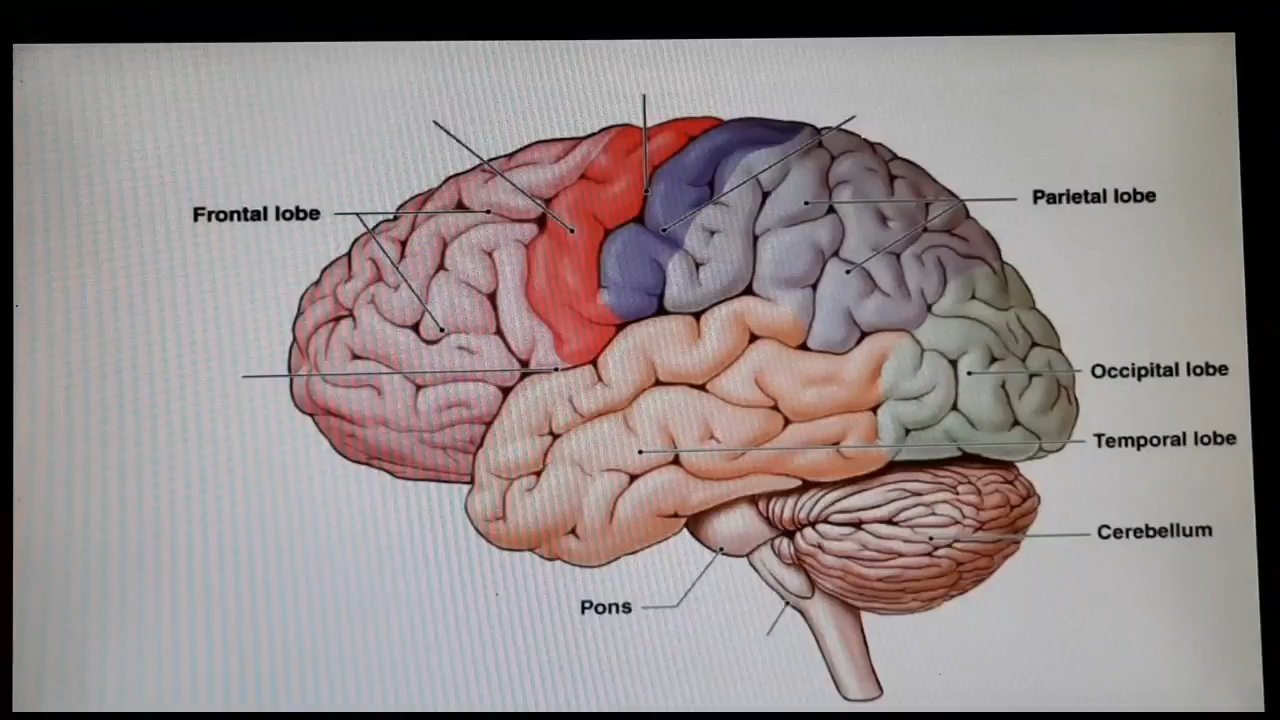 Frontal lobe
Parietal lobe
Occipital lobe
Temporal lobe
Cerebellum
Pons